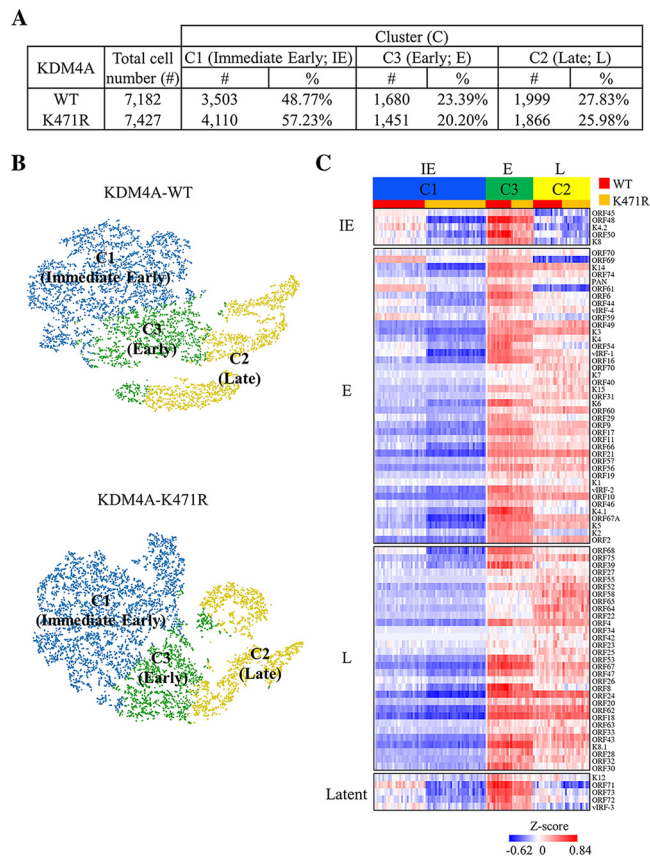 A
Cluster (C)
KDM4A Total cell number (#) C1 (Immediate Early; IE) C3 (Early; E) C2 (Late; L)
# % # % # %
WT 7,182 3,503 48.77% 1,680 23.39% 1,999 27.83%
K471R 7,427 4,110 57.23% 1,451 20.20% 1,866 25.98%
B
KDM4A-WT
C1
(Immediate Early)
C3
(Early)
C2
(Late)
KDM4A-K471R
C1
(Immediate Early)
C3
(Early)
C2
(Late)
C
IE E L
C1 C3 C2
WT
K471R
IE
ORF45
ORF48
K4.2
ORF50
K8
E
ORF70
ORF69
K14
ORF74
PAN
ORF61
ORF6
ORF44
vIRF-4
ORF59
ORF49
K3
K4
ORF54
vIRF-1
ORF16
ORF70
K7
ORF40
K15
ORF31
K6
ORF60
ORF29
ORF9
ORF17
ORF11
ORF66
ORF21
ORF57
ORF56
ORF19
K1
vIRF-2
ORF10
ORF46
K4.1
ORF67A
K5
K2
ORF2
L
ORF68
ORF75
ORF39
ORF27
ORF55
ORF52
ORF58
ORF65
ORF64
ORF22
ORF4
ORF34
ORF42
ORF23
ORF25
ORF53
ORF67
ORF47
ORF26
ORF8
ORF24
ORF20
ORF62
ORF18
ORF63
ORF33
ORF43
K8.1
ORF28
ORF32
ORF30
Latent
K12
ORF71
ORF73
ORF72
vIRF-3
Z-score
-0.62 0 0.84